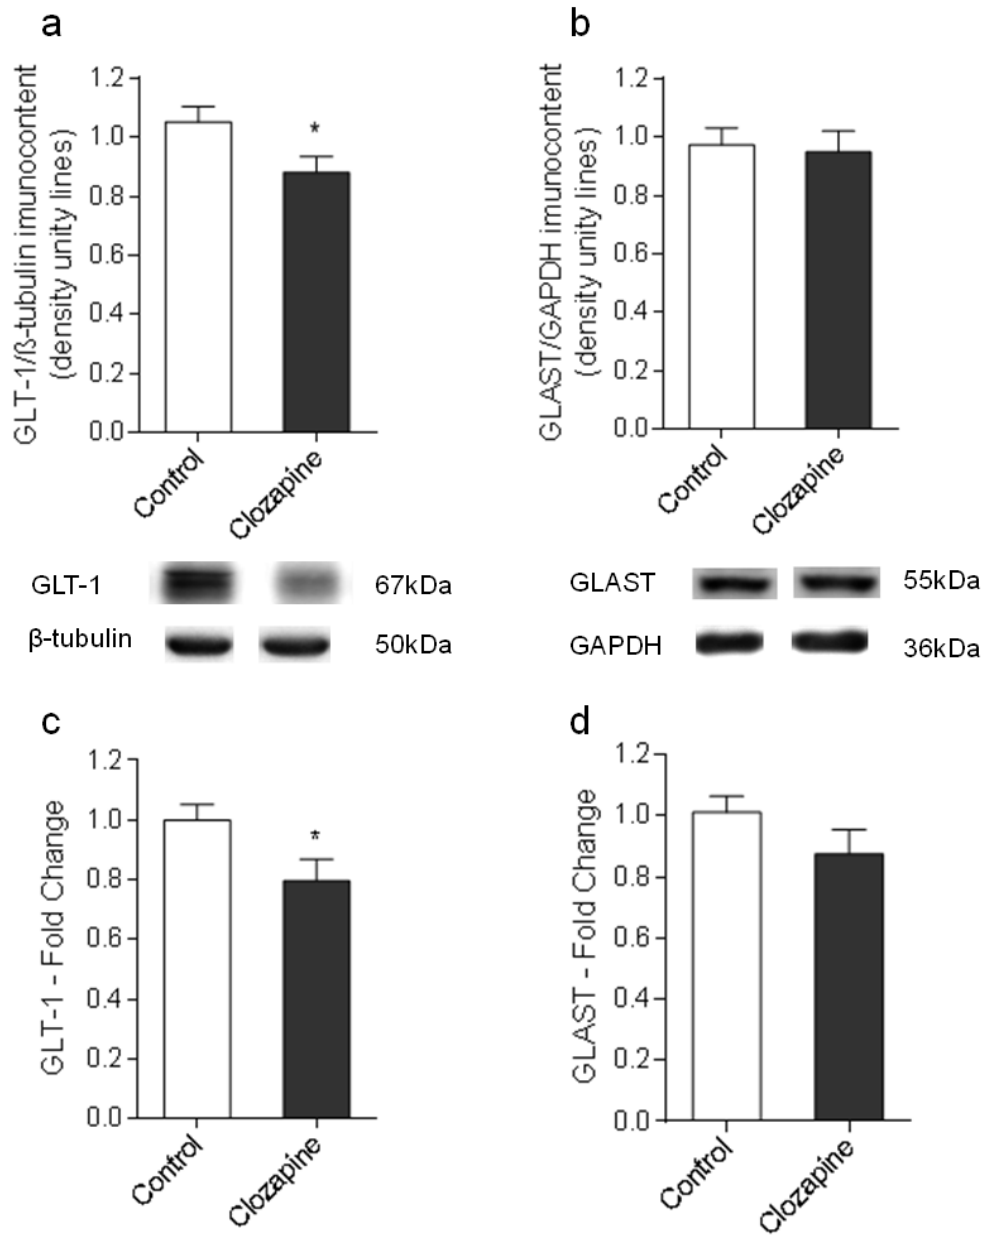 a
GLT-1/ß-tubulin imunocontent
(density unity lines)
1.2
1.0
0.8
0.6
0.4
0.2
0.0
*
Control
Clozapine
GLT-1
67kDa
β-tubulin
50kDa
b
GLAST/GAPDH imunocontent
(density unity lines)
1.2
1.0
0.8
0.6
0.4
0.2
0.0
Control
Clozapine
GLAST
55kDa
GAPDH
36kDa
c
GLT-1 - Fold Change
1.2
1.0
0.8
0.6
0.4
0.2
0.0
*
Control
Clozapine
d
GLAST - Fold Change
1.2
1.0
0.8
0.6
0.4
0.2
0.0
Control
Clozapine